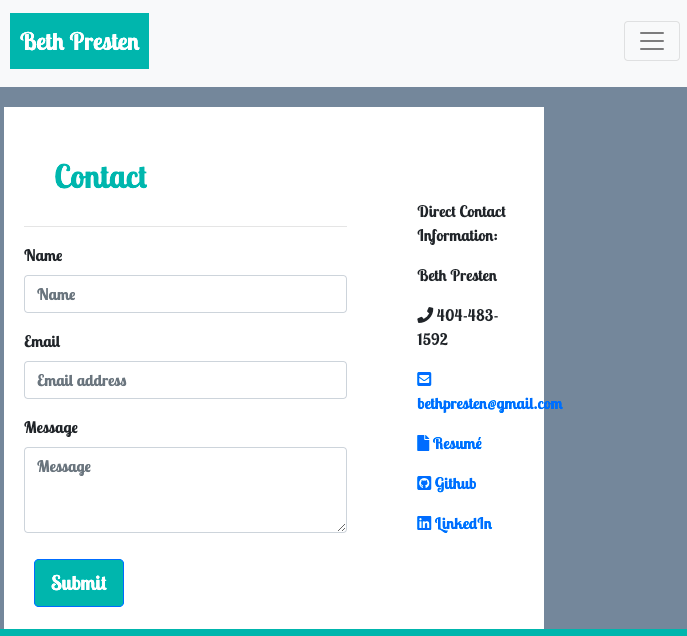 Beth Presten
Contact
Name
Name
Email
Email address
Message
Message
Submit
Direct Contact
Information:
Beth Presten
404-483-
1592
bethpresten@gmail.com
Resumé
Github
LinkedIn